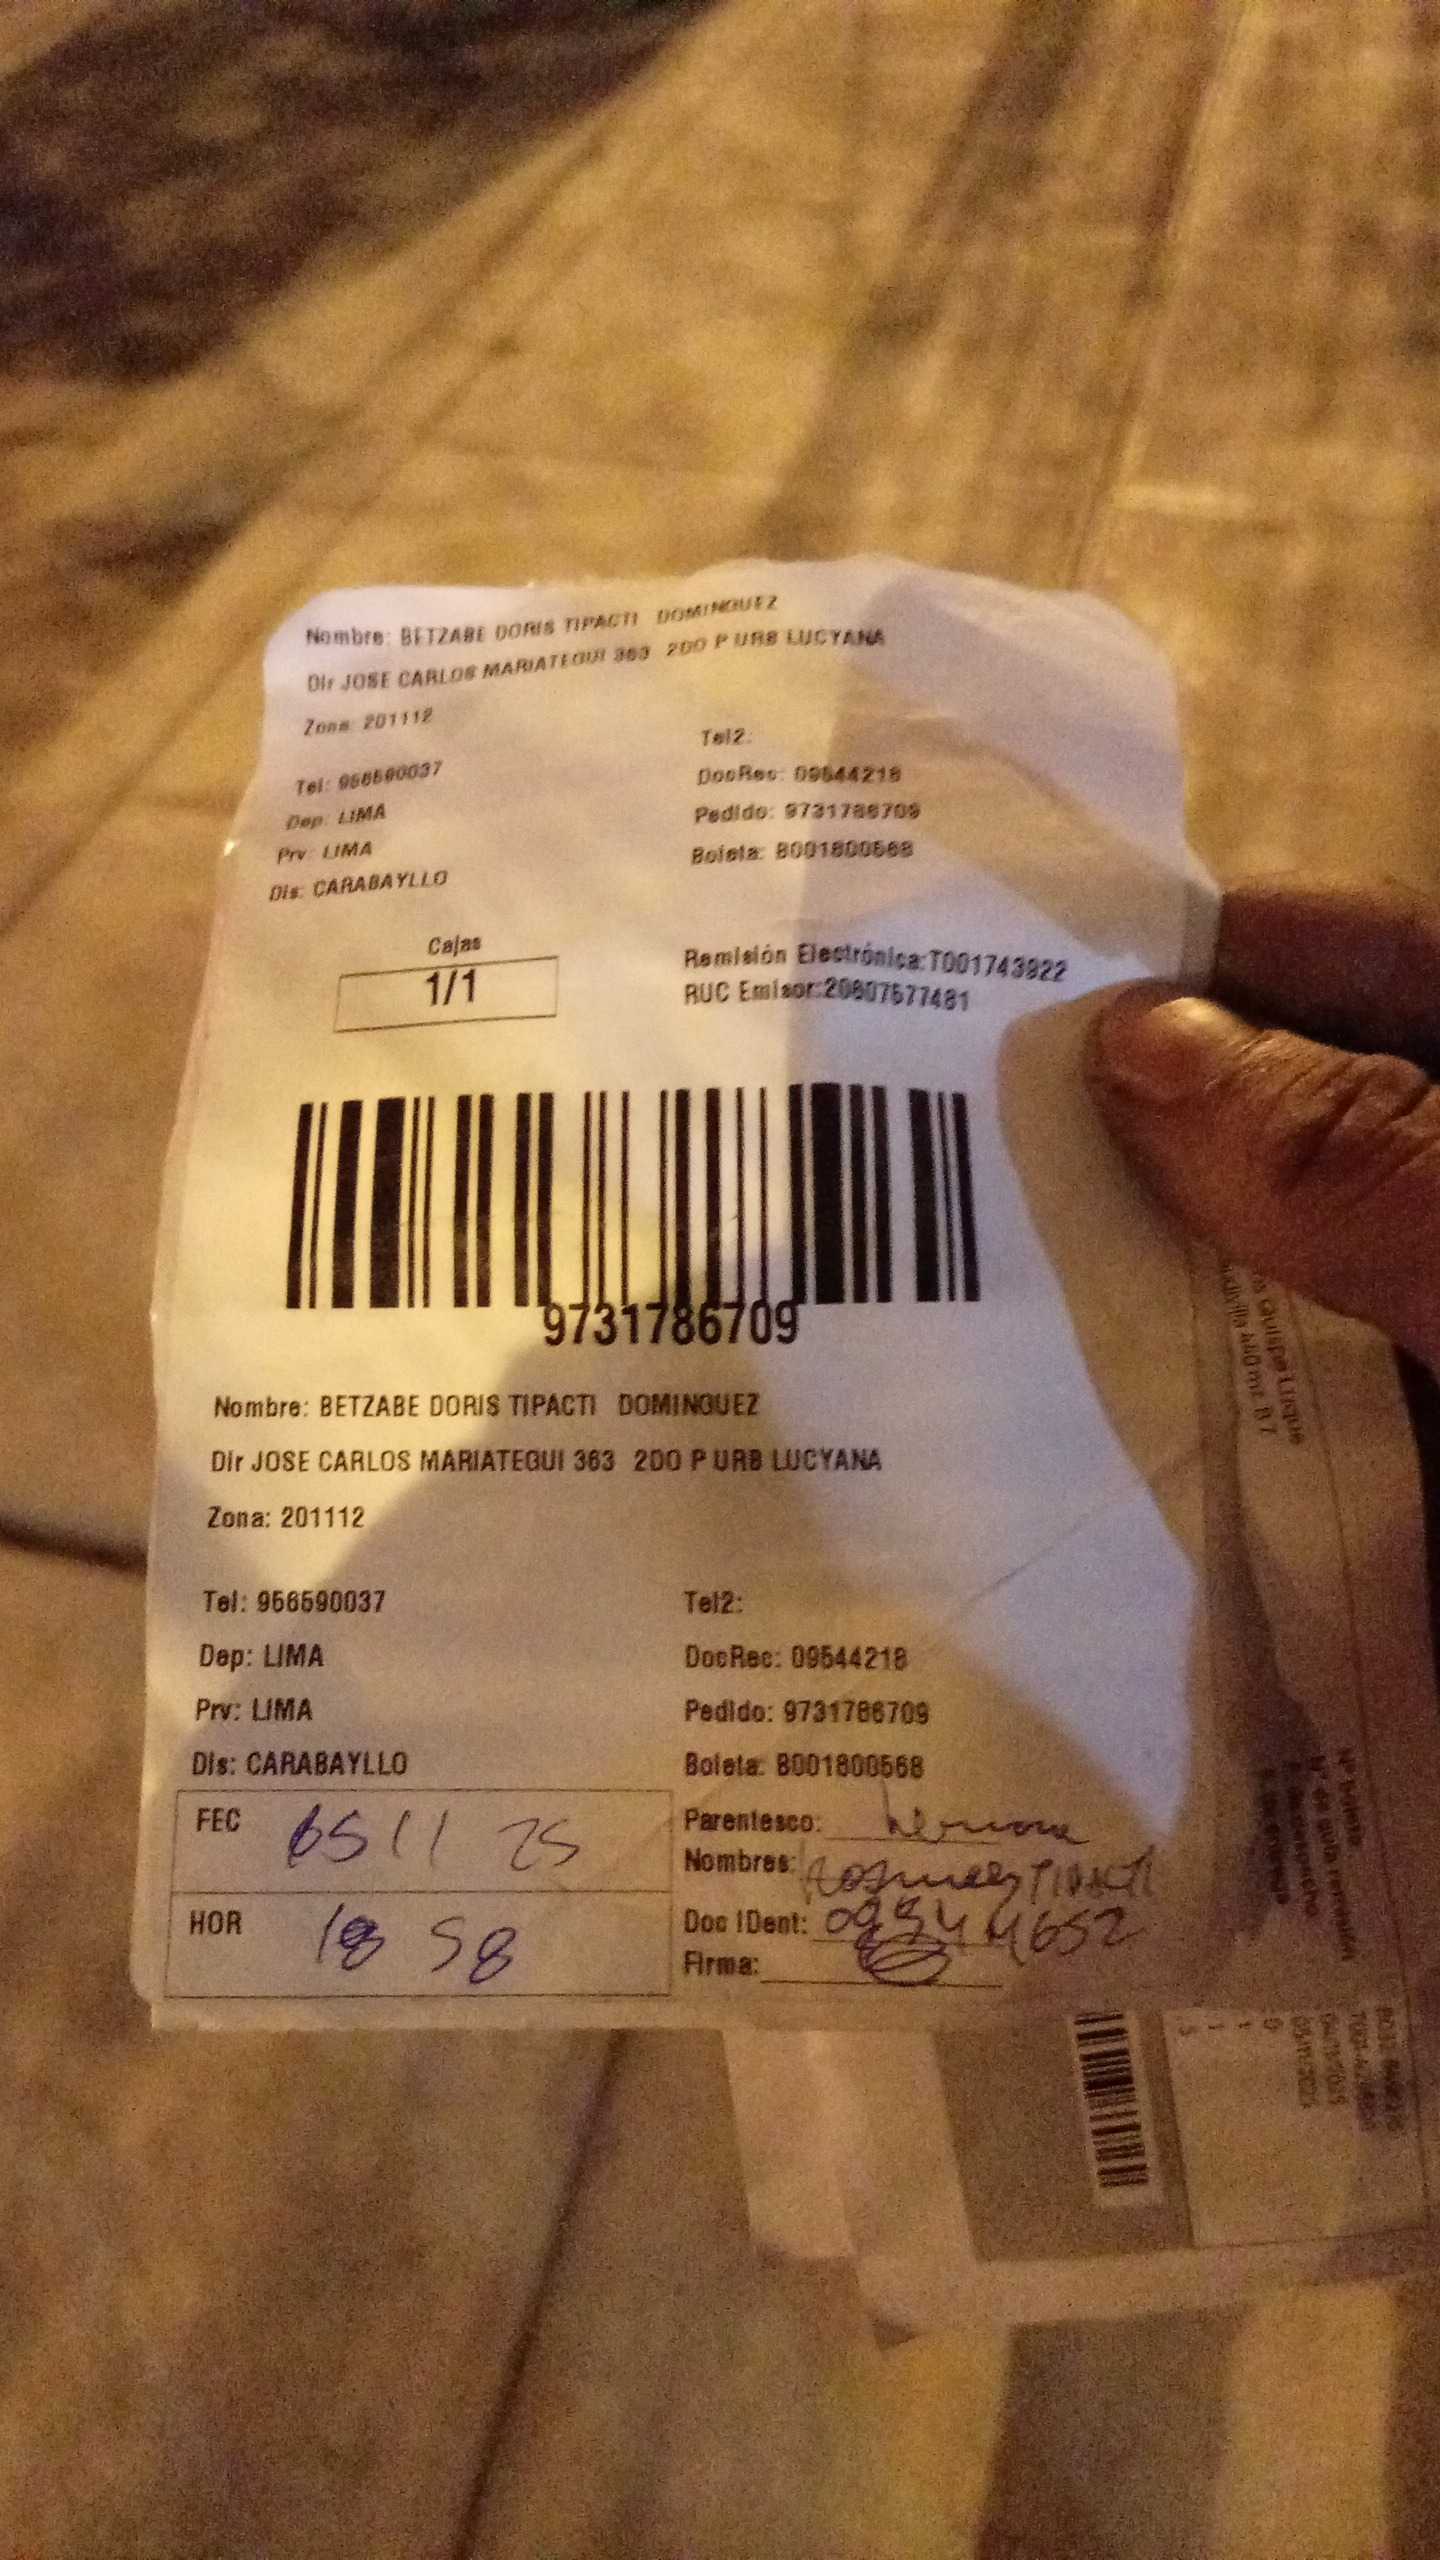 Nombre: BETZABE DORIS TIPACTI DOMINGUEZ
Dir JOSE CARLOS MARIATEGUI 363 2DO P URB LUCYANA
Zona: 201112
Tel: 956590037
Tel2:
Dep: LIMA
DocRec: 09544218
Prv: LIMA
Pedido: 9731786709
Dis: CARABAYLLO
Boleta: B001800568
Cajas
1/1
Remisión Electrónica:T001743922
RUC Emisor:20607577481
9731786709
Nombre: BETZABE DORIS TIPACTI DOMINGUEZ
Dir JOSE CARLOS MARIATEGUI 363 2DO P URB LUCYANA
Zona: 201112
Tel: 956590037
Tel2:
Dep: LIMA
DocRec: 09544218
Prv: LIMA
Pedido: 9731786709
Dis: CARABAYLLO
Boleta: B001800568
FEC 05 11 25
Parentesco: hermana
Nombres: TIPACTI
HOR 18 58
Doc IDent:
Firma: